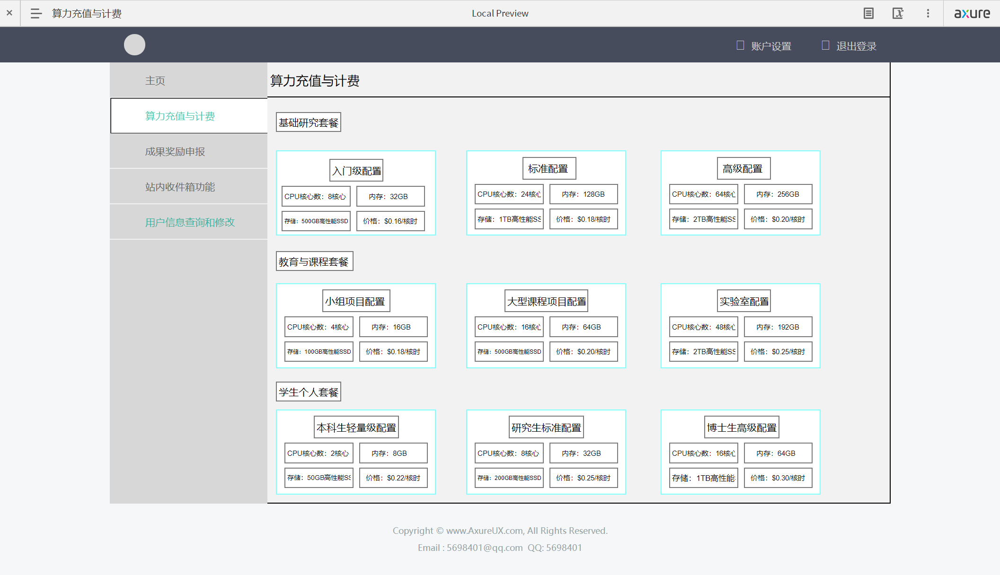 算力充值与计费
Local Preview
axure
账户设置
退出登录
主页
算力充值与计费
成果奖励申报
站内收件箱功能
用户信息查询和修改
算力充值与计费
基础研究套餐
入门级配置
CPU核心数：8核心
内存：32GB
存储：500GB高性能SSD
价格：$0.16/核时
标准配置
CPU核心数：24核心
内存：128GB
存储：1TB高性能SS
价格：$0.18/核时
高级配置
CPU核心数：64核心
内存：256GB
存储：2TB高性能SS
价格：$0.20/核时
教育与课程套餐
小组项目配置
CPU核心数：4核心
内存：16GB
存储：100GB高性能SSD
价格：$0.18/核时
大型课程项目配置
CPU核心数：16核心
内存：64GB
存储：500GB高性能SSD
价格：$0.20/核时
实验室配置
CPU核心数：48核心
内存：192GB
存储：2TB高性能SS
价格：$0.25/核时
学生个人套餐
本科生轻量级配置
CPU核心数：2核心
内存：8GB
存储：50GB高性能SS
价格：$0.22/核时
研究生标准配置
CPU核心数：8核心
内存：32GB
存储：200GB高性能SSD
价格：$0.25/核时
博士生高级配置
CPU核心数：16核心
内存：64GB
存储：1TB高性能
价格：$0.30/核时
Copyright © www.AxureUX.com, All Rights Reserved.
Email : 5698401@qq.com QQ: 5698401